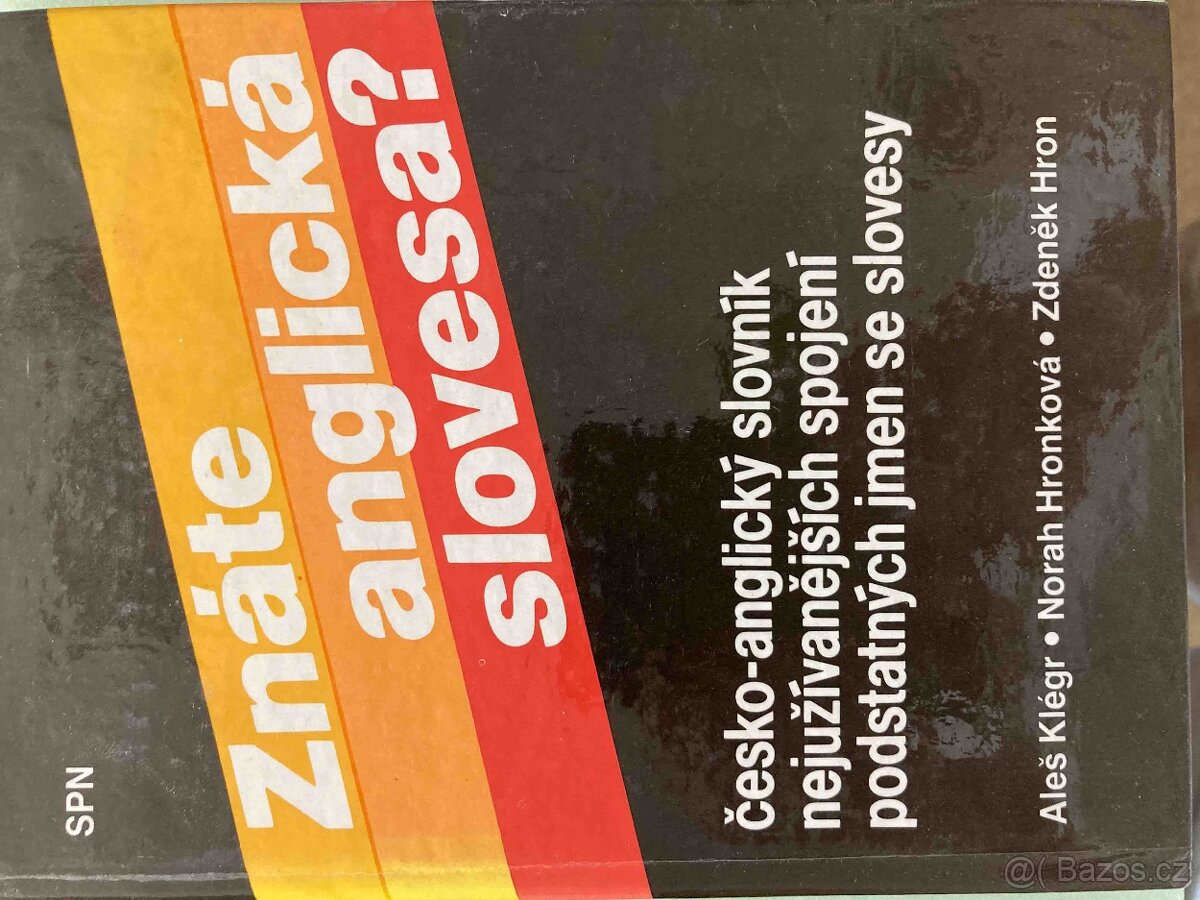 SPN
Znáte
anglická
slovesa?
česko-anglický slovník
nejužívanějších spojení
podstatných jmen se slovesy
Aleš Klégr • Norah Hronková • Zdeněk Hron
@( Bazos.cz